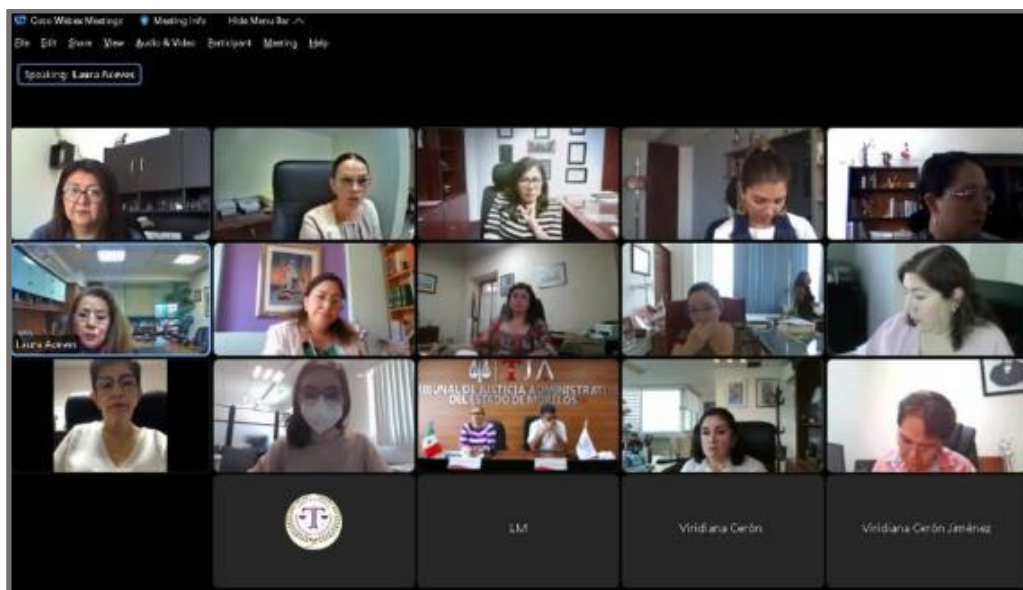 Cisco Webex Meetings Meeting Info Hide Menu Bar
File Edit Share View Audio & Video Participant Meeting Help
Speaking: Laura Aceves
Laura Aceves
TJA
TRIBUNAL DE JUSTICIA ADMINISTRATIVA
DEL ESTADO DE MORELOS
T
LM
Viridiana Cerón
Viridiana Cerón Jiménez